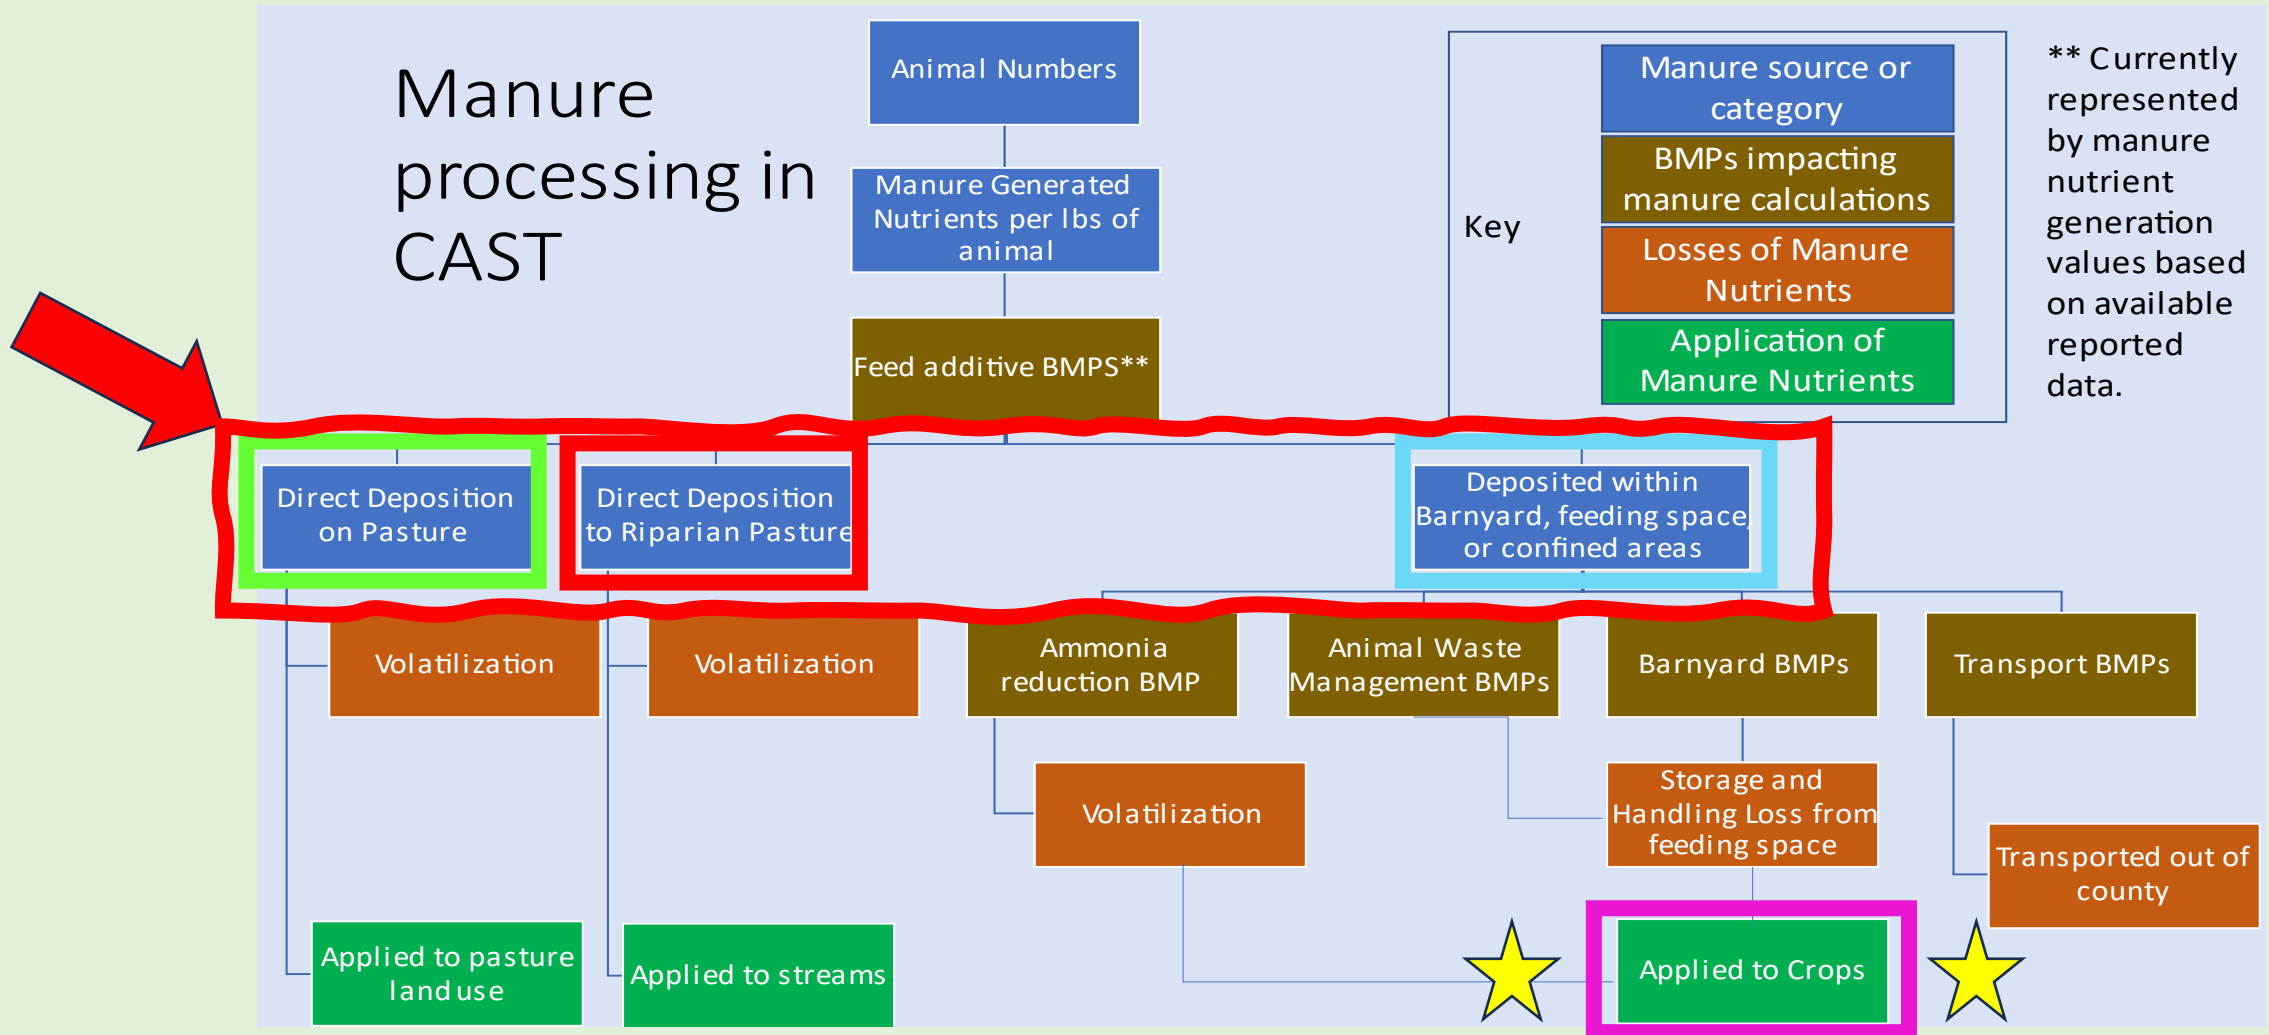 Manure
processing in
CAST
Animal Numbers
Manure Generated
Nutrients per lbs of
animal
Feed additive BMPS**
Key
Manure source or
category
BMPs impacting
manure calculations
Losses of Manure
Nutrients
Application of
Manure Nutrients
** Currently
represented
by manure
nutrient
generation
values based
on available
reported
data.
Direct Deposition
on Pasture
Direct Deposition
to Riparian Pasture
Deposited within
Barnyard, feeding space,
or confined areas
Volatilization
Volatilization
Ammonia
reduction BMP
Animal Waste
Management BMPs
Barnyard BMPs
Transport BMPs
Volatilization
Storage and
Handling Loss from
feeding space
Transported out of
county
Applied to pasture
land use
Applied to streams
Applied to Crops